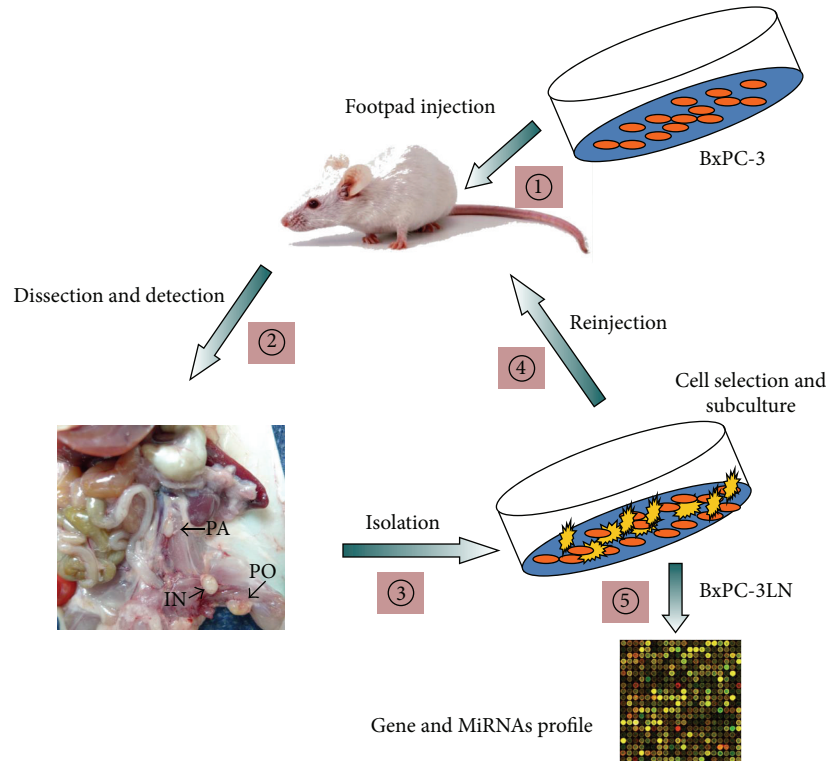 Footpad injection
BxPC-3
①
Dissection and detection
②
Reinjection
④
Cell selection and
subculture
PA
PO
IN
Isolation
③
⑤
BxPC-3LN
Gene and MiRNAs profile